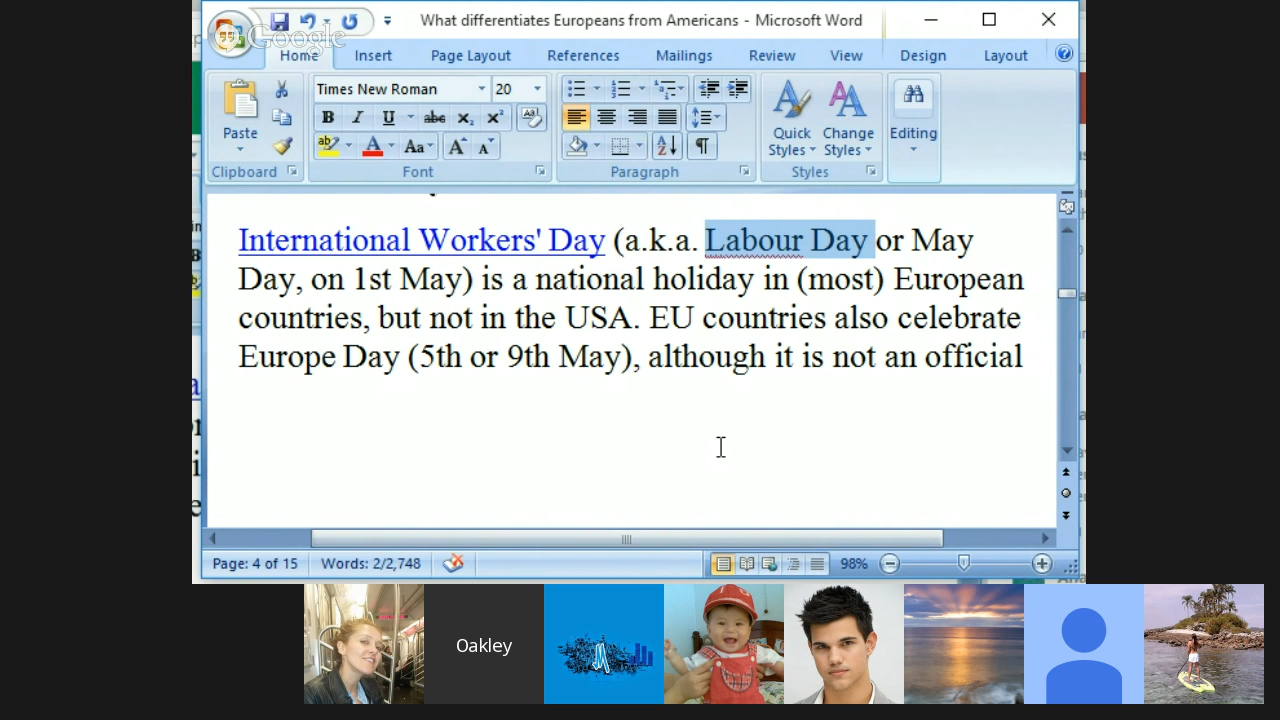 What differentiates Europeans from Americans - Microsoft Word
Google
Home Insert Page Layout References Mailings Review View Design Layout
Times New Roman 20
Paste Quick Styles Change Styles Editing
Clipboard Font Paragraph Styles
International Workers' Day (a.k.a. Labour Day or May
Day, on 1st May) is a national holiday in (most) European
countries, but not in the USA. EU countries also celebrate
Europe Day (5th or 9th May), although it is not an official
Page: 4 of 15 Words: 2/2,748 98%
Oakley